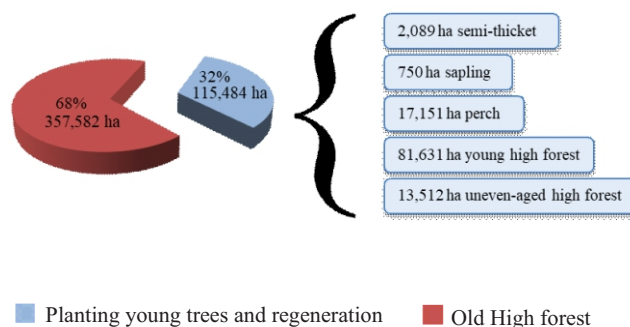 2,089 ha semi-thicket
32%
115,484 ha
750 ha sapling
68%
357,582 ha
17,151 ha perch
81,631 ha young high forest
13,512 ha uneven-aged high forest
Planting young trees and regeneration
Old High forest